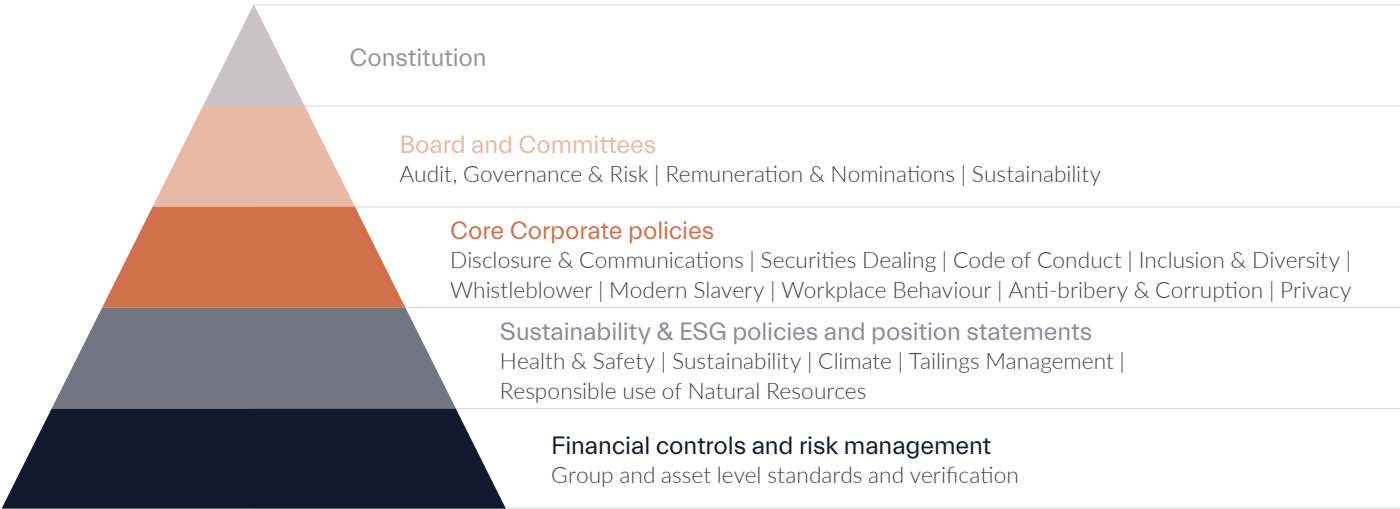 Constitution
Board and Committees
Audit, Governance & Risk | Remuneration & Nominations | Sustainability
Core Corporate policies
Disclosure & Communications | Securities Dealing | Code of Conduct | Inclusion & Diversity |
Whistleblower | Modern Slavery | Workplace Behaviour | Anti-bribery & Corruption | Privacy
Sustainability & ESG policies and position statements
Health & Safety | Sustainability | Climate | Tailings Management |
Responsible use of Natural Resources
Financial controls and risk management
Group and asset level standards and verification